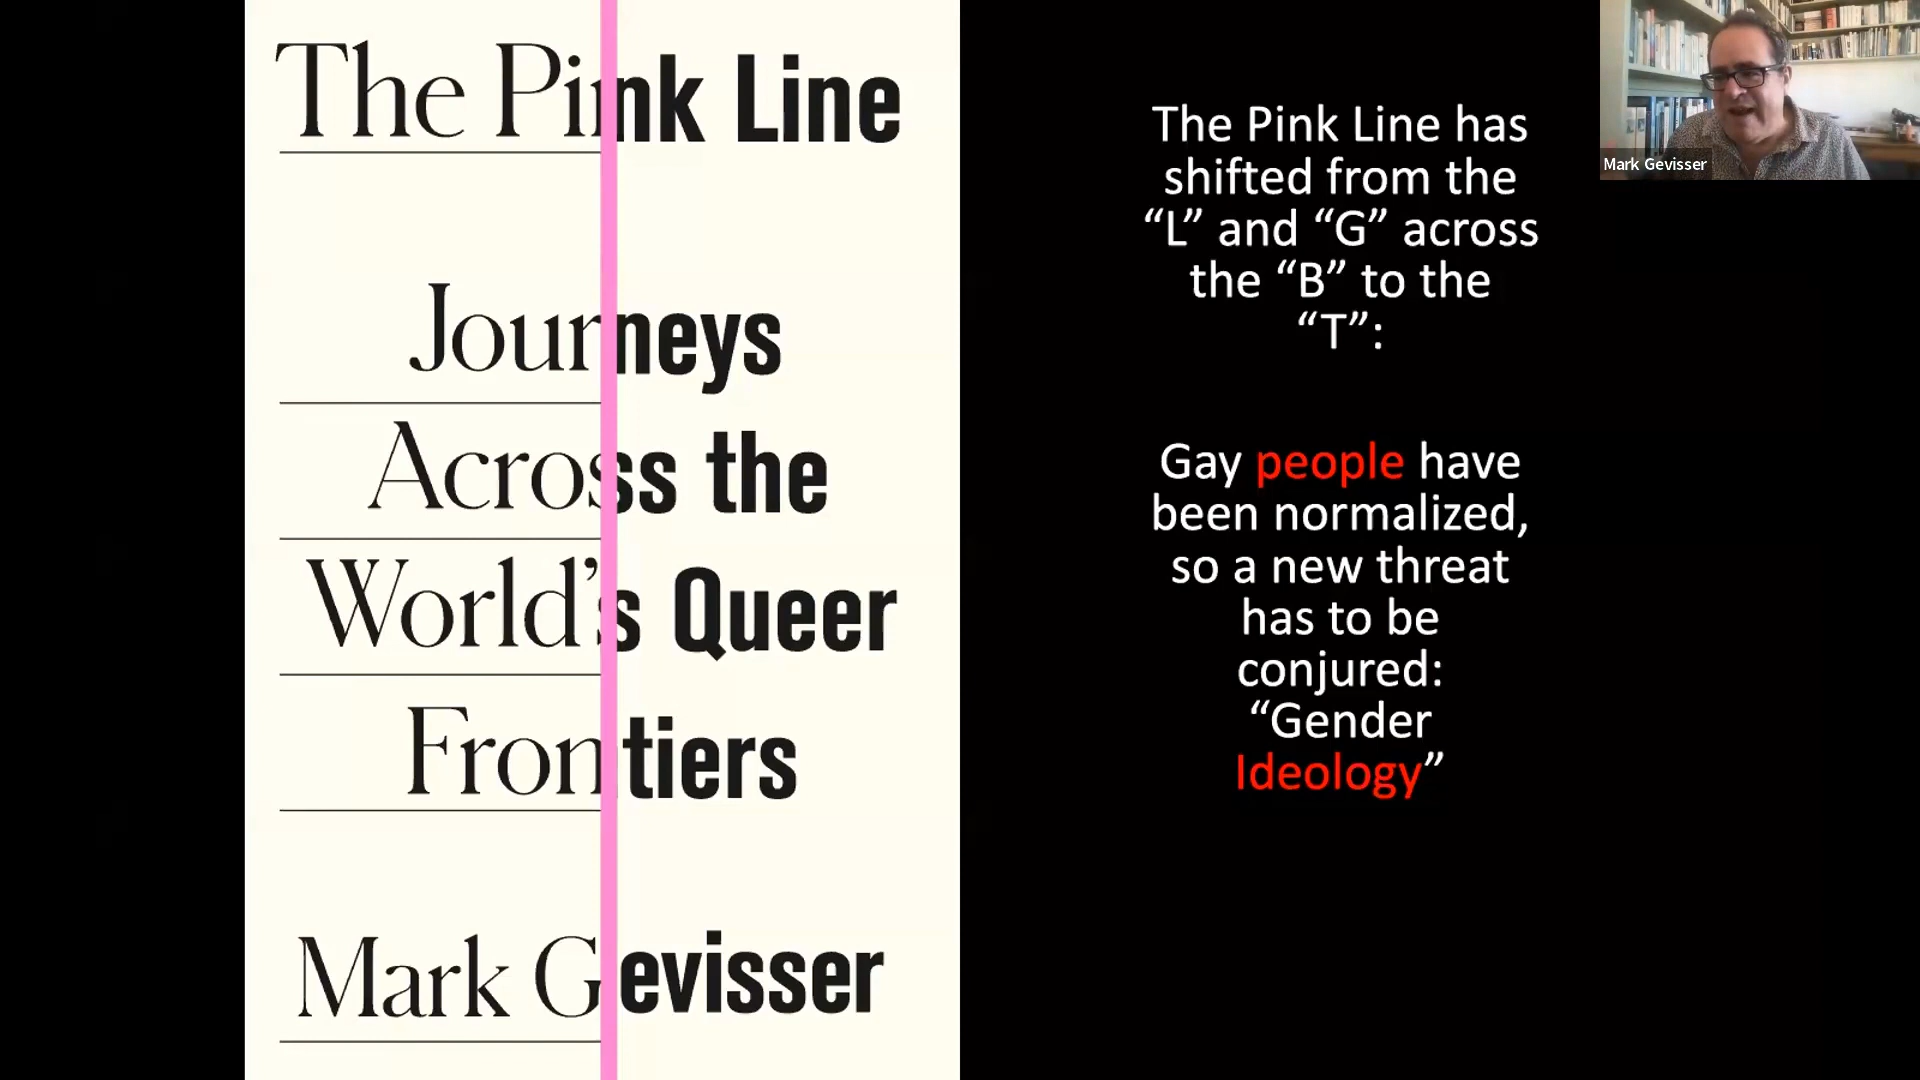 The Pink Line
Journeys
Across the
World’s Queer
Frontiers
Mark Gevisser
The Pink Line has
shifted from the
“L” and “G” across
the “B” to the
“T”:
Gay people have
been normalized,
so a new threat
has to be
conjured:
“Gender
Ideology”
Mark Gevisser